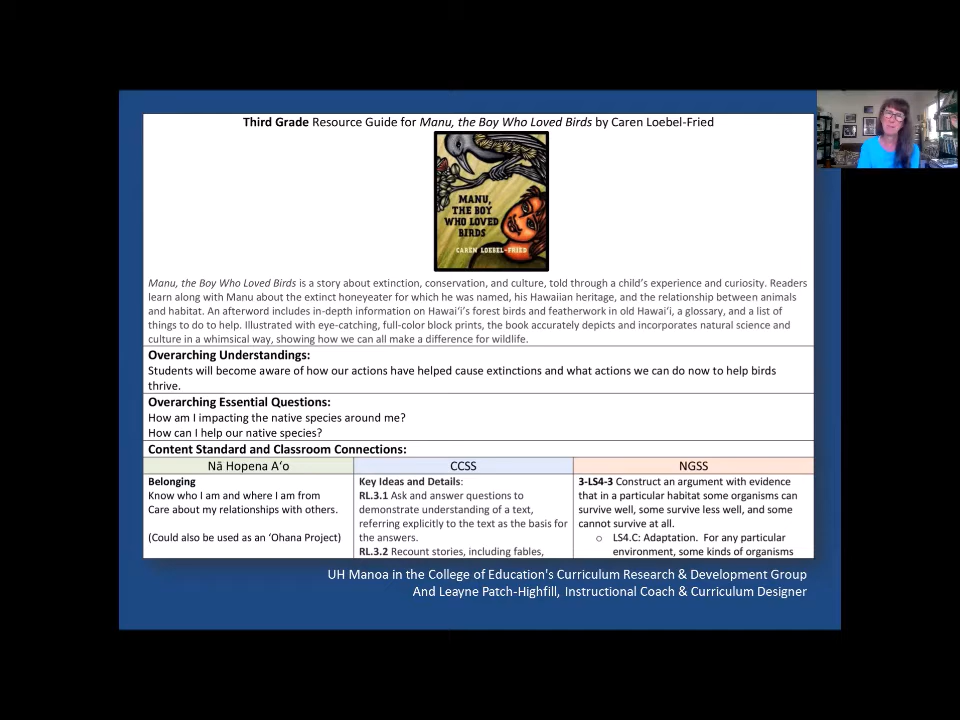 Third Grade Resource Guide for Manu, the Boy Who Loved Birds by Caren Loebel-Fried
MANU,
THE BOY
WHO LOVED
BIRDS
CAREN LOEBEL-FRIED
Manu, the Boy Who Loved Birds is a story about extinction, conservation, and culture, told through a child’s experience and curiosity. Readers
learn along with Manu about the extinct honeyeater for which he was named, his Hawaiian heritage, and the relationship between animals
and habitat. An afterword includes in-depth information on Hawai‘i’s forest birds and featherwork in old Hawai‘i, a glossary, and a list of
things to do to help. Illustrated with eye-catching, full-color block prints, the book accurately depicts and incorporates natural science and
culture in a whimsical way, showing how we can all make a difference for wildlife.
Overarching Understandings:
Students will become aware of how our actions have helped cause extinctions and what actions we can do now to help birds
thrive.
Overarching Essential Questions:
How am I impacting the native species around me?
How can I help our native species?
Content Standard and Classroom Connections:
Nā Hopena A‘o
CCSS
NGSS
Belonging
Know who I am and where I am from
Care about my relationships with others.
(Could also be used as an ‘Ohana Project)
Key Ideas and Details:
RL.3.1 Ask and answer questions to
demonstrate understanding of a text,
referring explicitly to the text as the basis for
the answers.
RL.3.2 Recount stories, including fables,
3-LS4-3 Construct an argument with evidence
that in a particular habitat some organisms can
survive well, some survive less well, and some
cannot survive at all.
o LS4.C: Adaptation. For any particular
environment, some kinds of organisms
UH Manoa in the College of Education's Curriculum Research & Development Group
And Leayne Patch-Highfill, Instructional Coach & Curriculum Designer